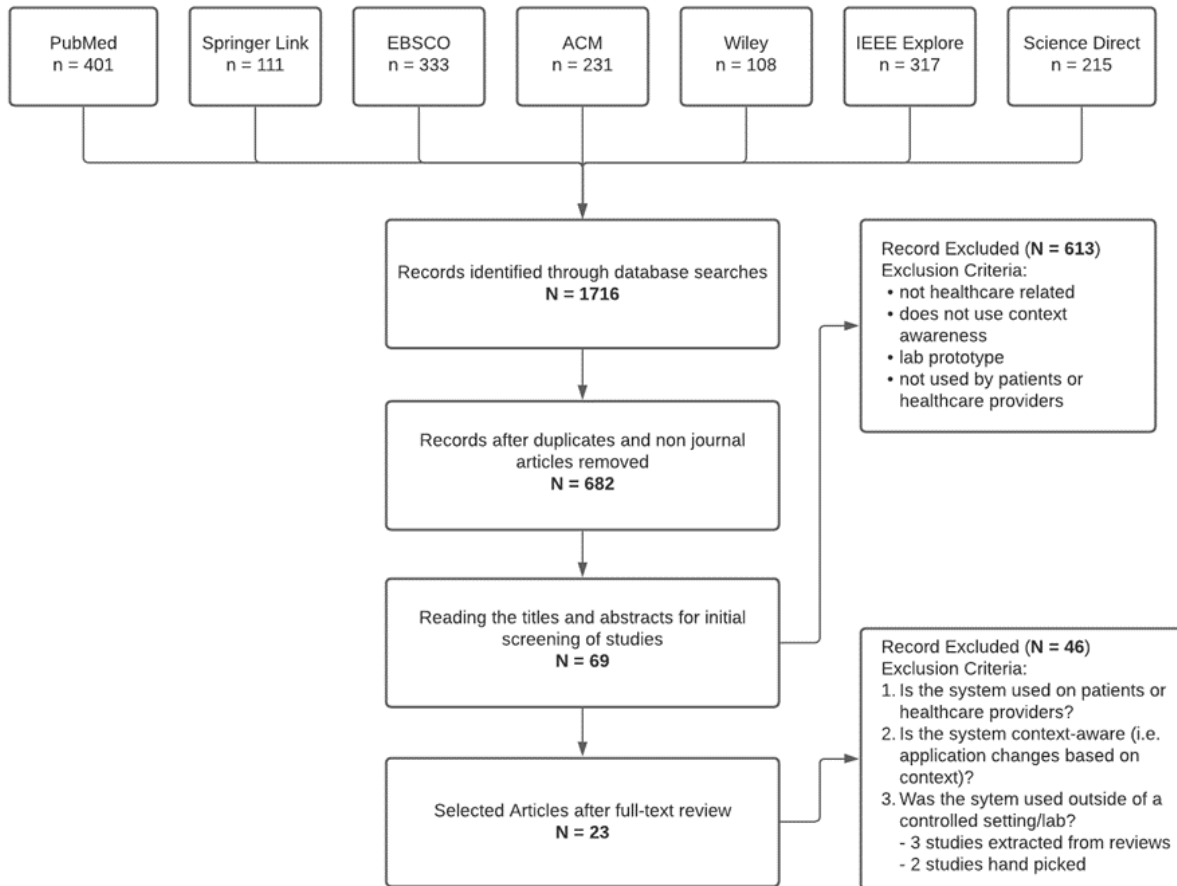 PubMed
n = 401
Springer Link
n = 111
EBSCO
n = 333
ACM
n = 231
Wiley
n = 108
IEEE Explore
n = 317
Science Direct
n = 215
Records identified through database searches
N = 1716
Record Excluded (N = 613)
Exclusion Criteria:
• not healthcare related
• does not use context
awareness
• lab prototype
• not used by patients or
healthcare providers
Records after duplicates and non journal
articles removed
N = 682
Reading the titles and abstracts for initial
screening of studies
N = 69
Record Excluded (N = 46)
Exclusion Criteria:
1. Is the system used on patients or
healthcare providers?
2. Is the system context-aware (i.e.
application changes based on
context)?
3. Was the sytem used outside of a
controlled setting/lab?
- 3 studies extracted from reviews
- 2 studies hand picked
Selected Articles after full-text review
N = 23